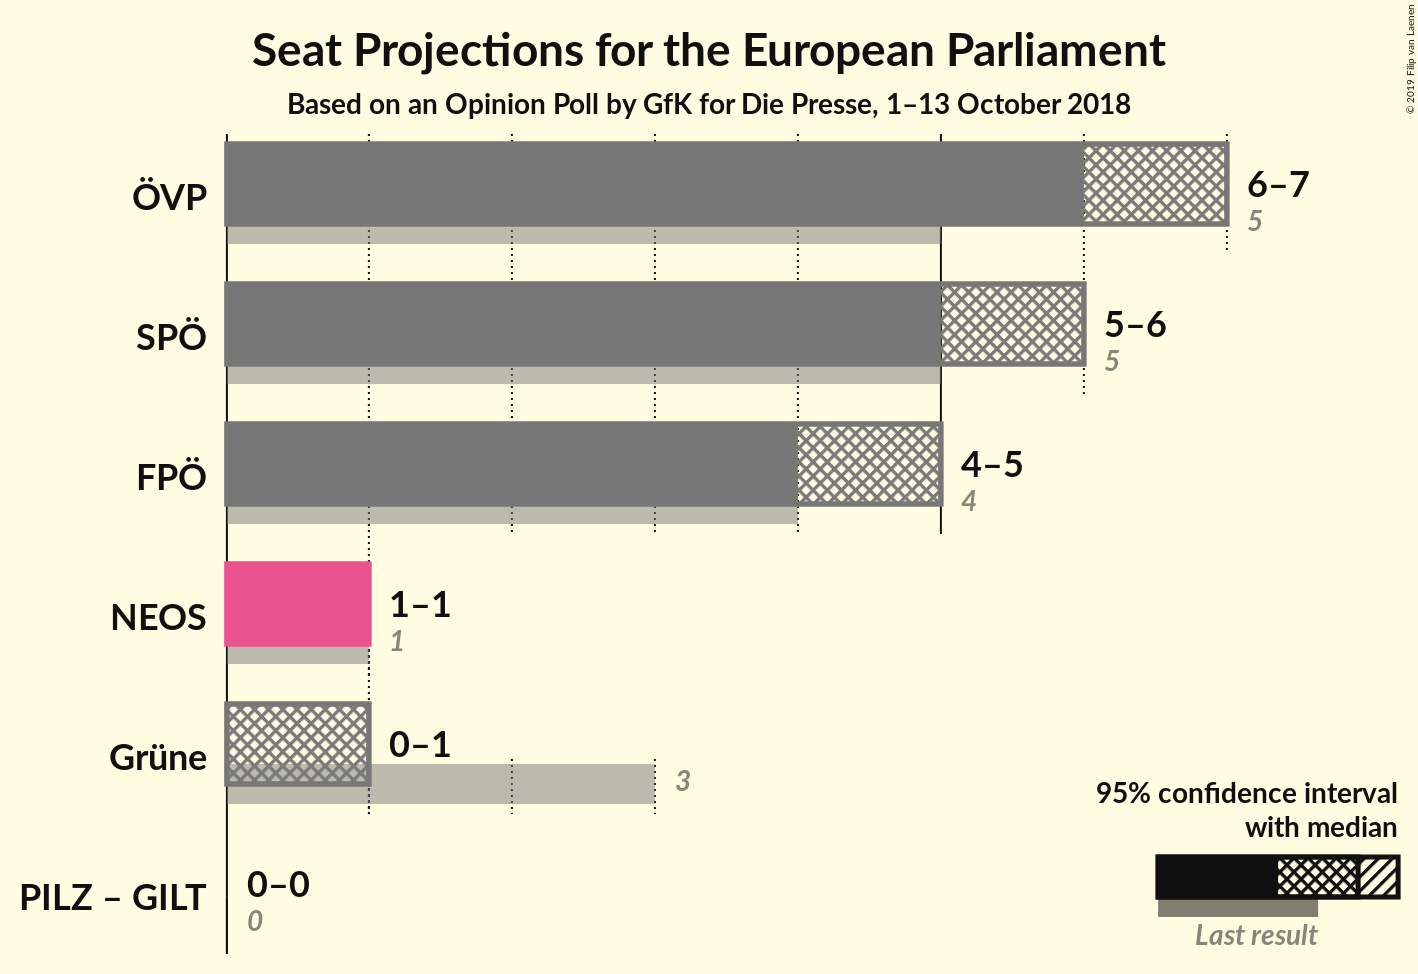 Seat Projections for the European Parliament
Based on an Opinion Poll by GfK for Die Presse, 1–13 October 2018
© 2019 Filip van Laenen
ÖVP
6–7
5
SPÖ
5–6
5
FPÖ
4–5
4
NEOS
1–1
1
Grüne
0–1
3
PILZ – GILT
0–0
0
95% confidence interval
with median
Last result